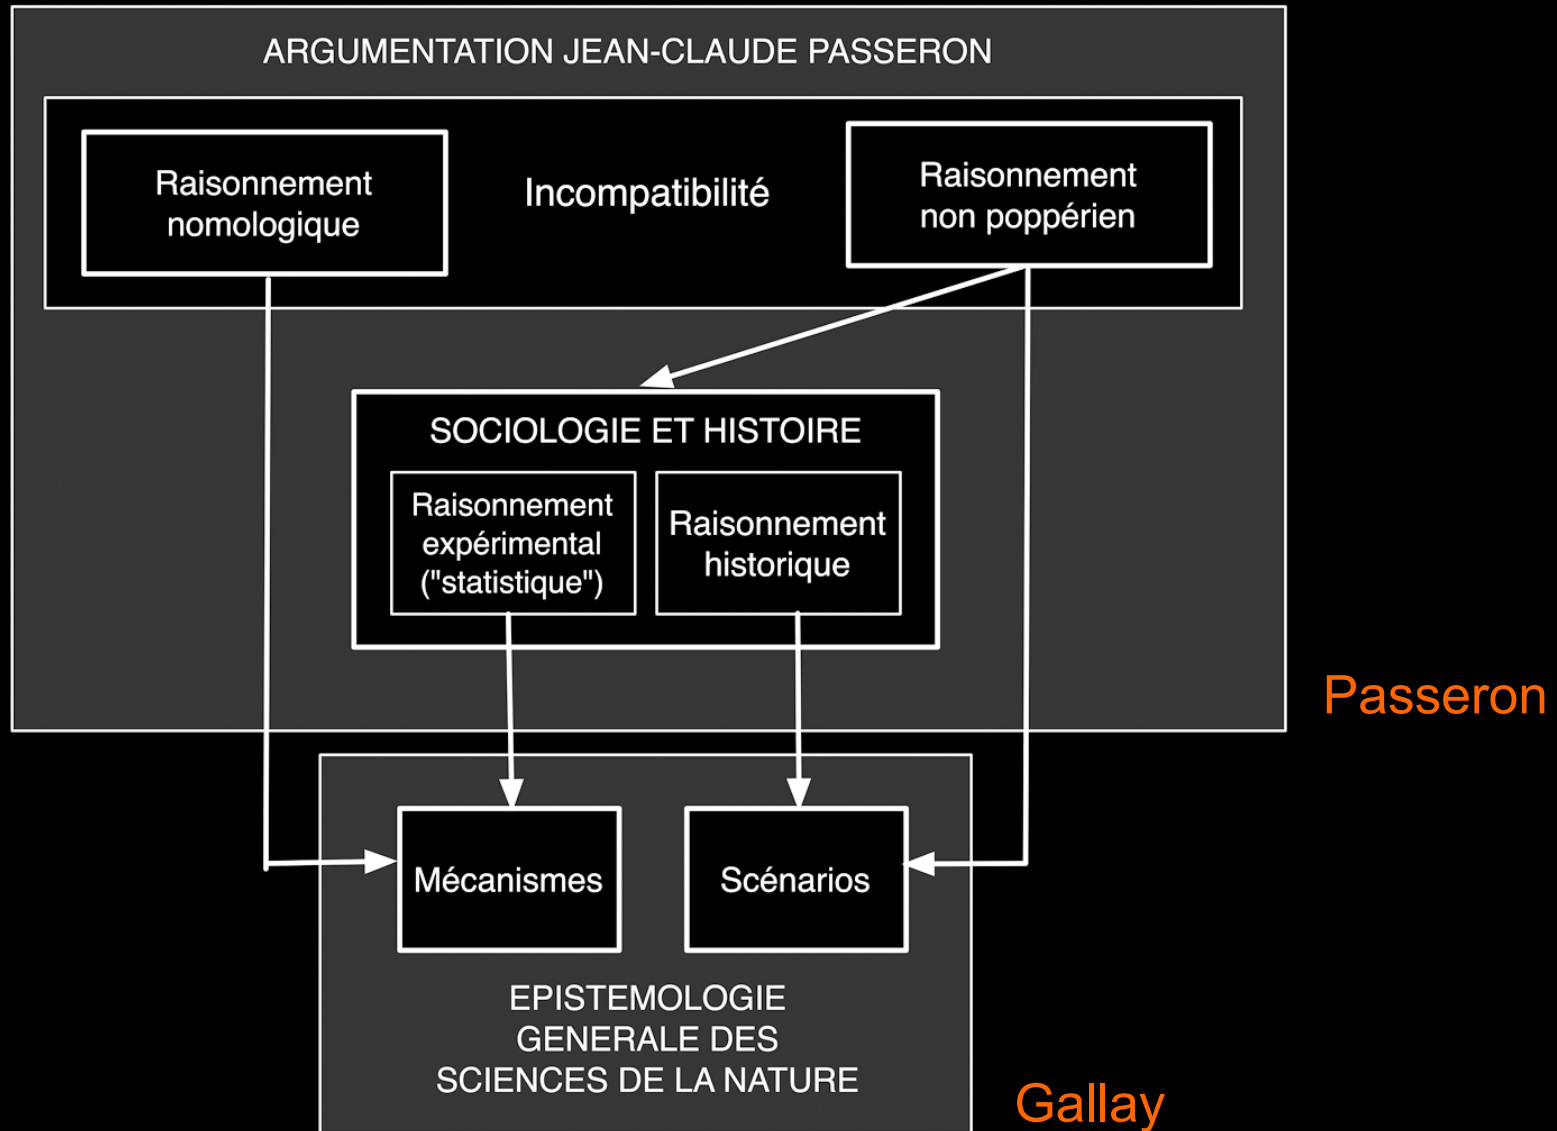 ARGUMENTATION JEAN-CLAUDE PASSERON
Raisonnement
nomologique
Incompatibilité
Raisonnement
non poppérien
SOCIOLOGIE ET HISTOIRE
Raisonnement
expérimental
("statistique")
Raisonnement
historique
Passeron
Mécanismes
Scénarios
EPISTEMOLOGIE
GENERALE DES
SCIENCES DE LA NATURE
Gallay